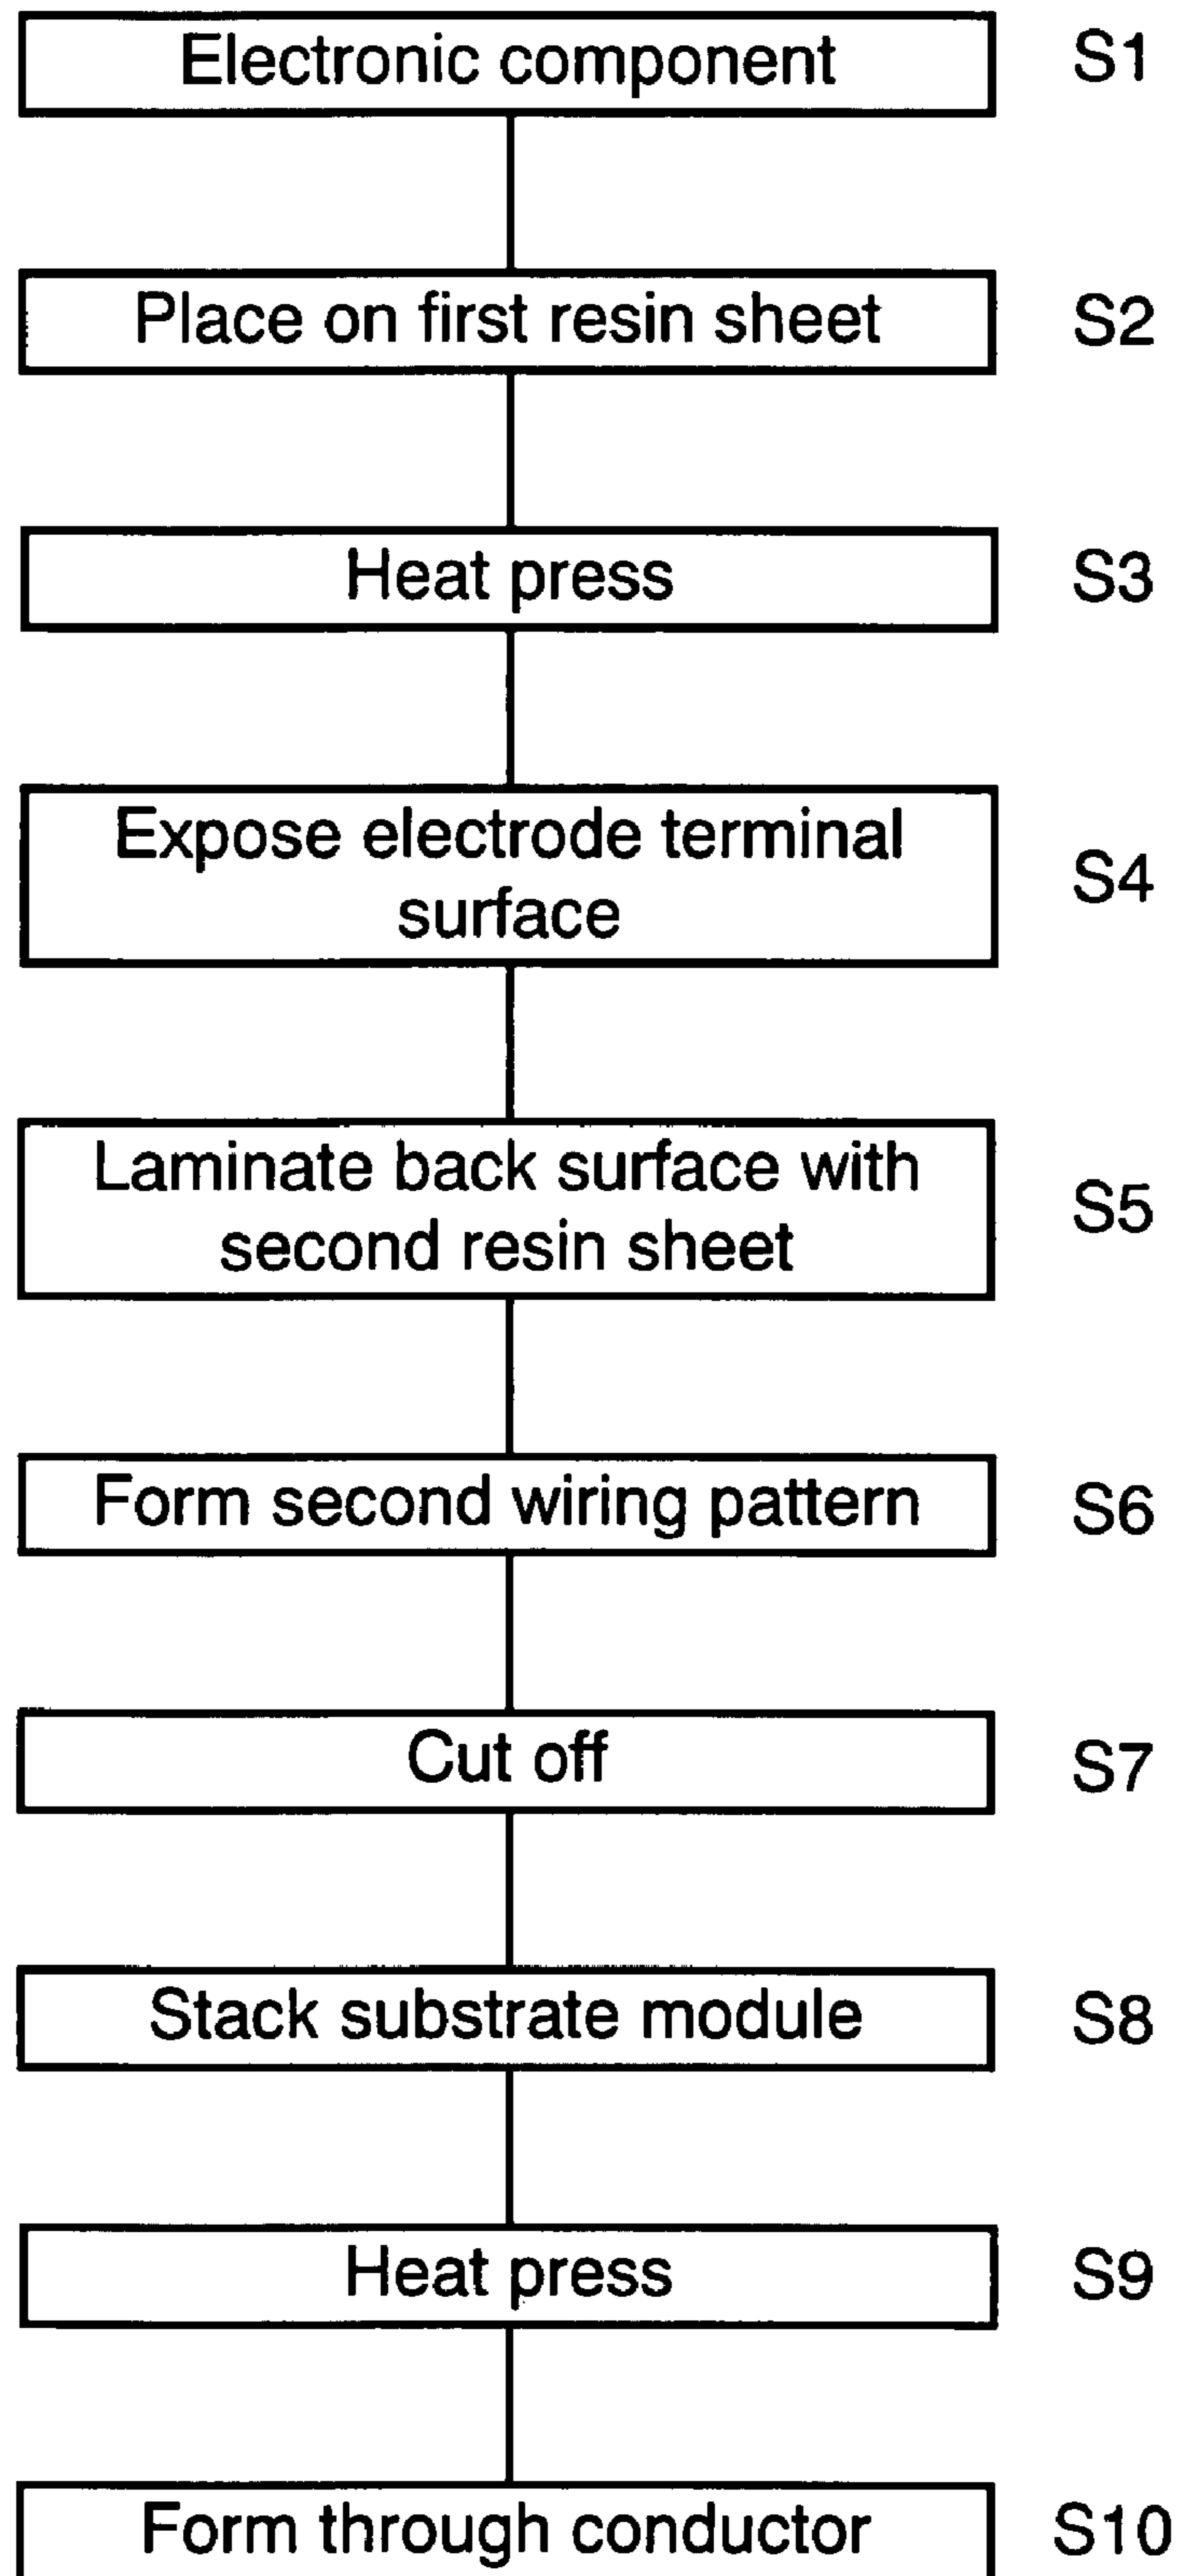 Electronic component S1
Place on first resin sheet S2
Heat press S3
Expose electrode terminal
surface S4
Laminate back surface with
second resin sheet S5
Form second wiring pattern S6
Cut off S7
Stack substrate module S8
Heat press S9
Form through conductor S10